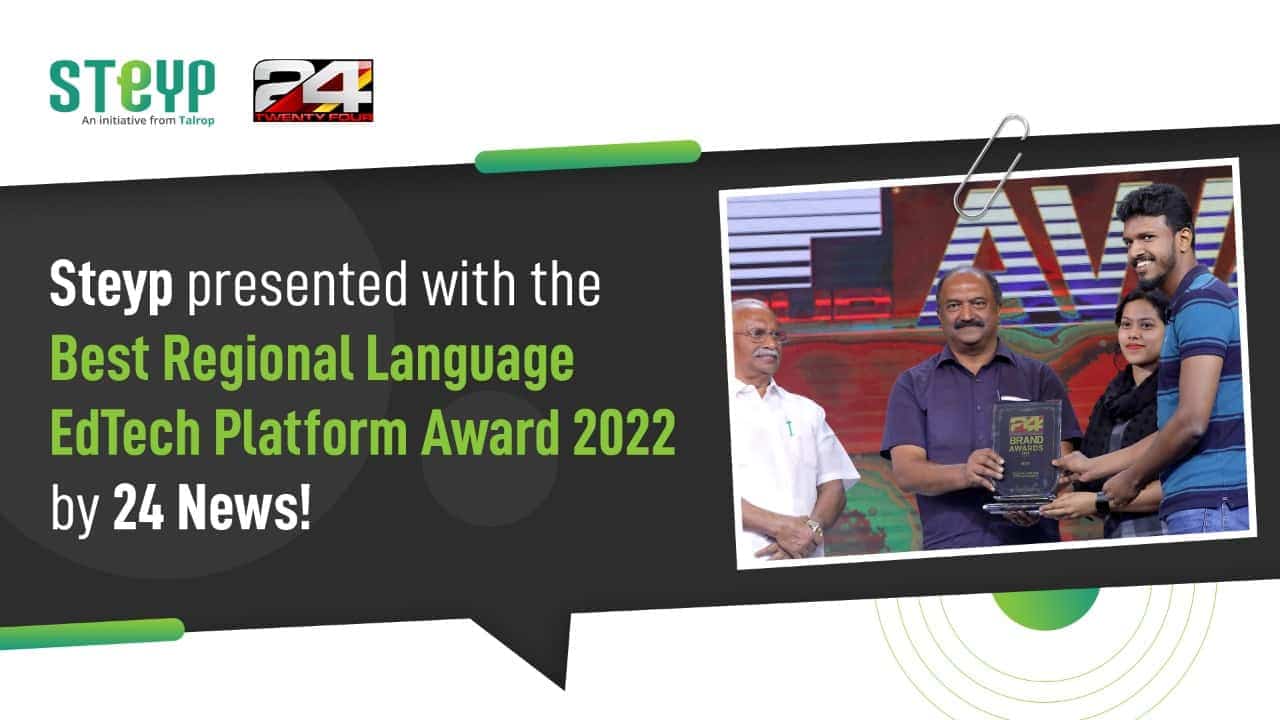 STeyp
An initiative from Talrop
24
TWENTY FOUR
Steyp presented with the
Best Regional Language
EdTech Platform Award 2022
by 24 News!
AWA
24
BRAND
AWARDS